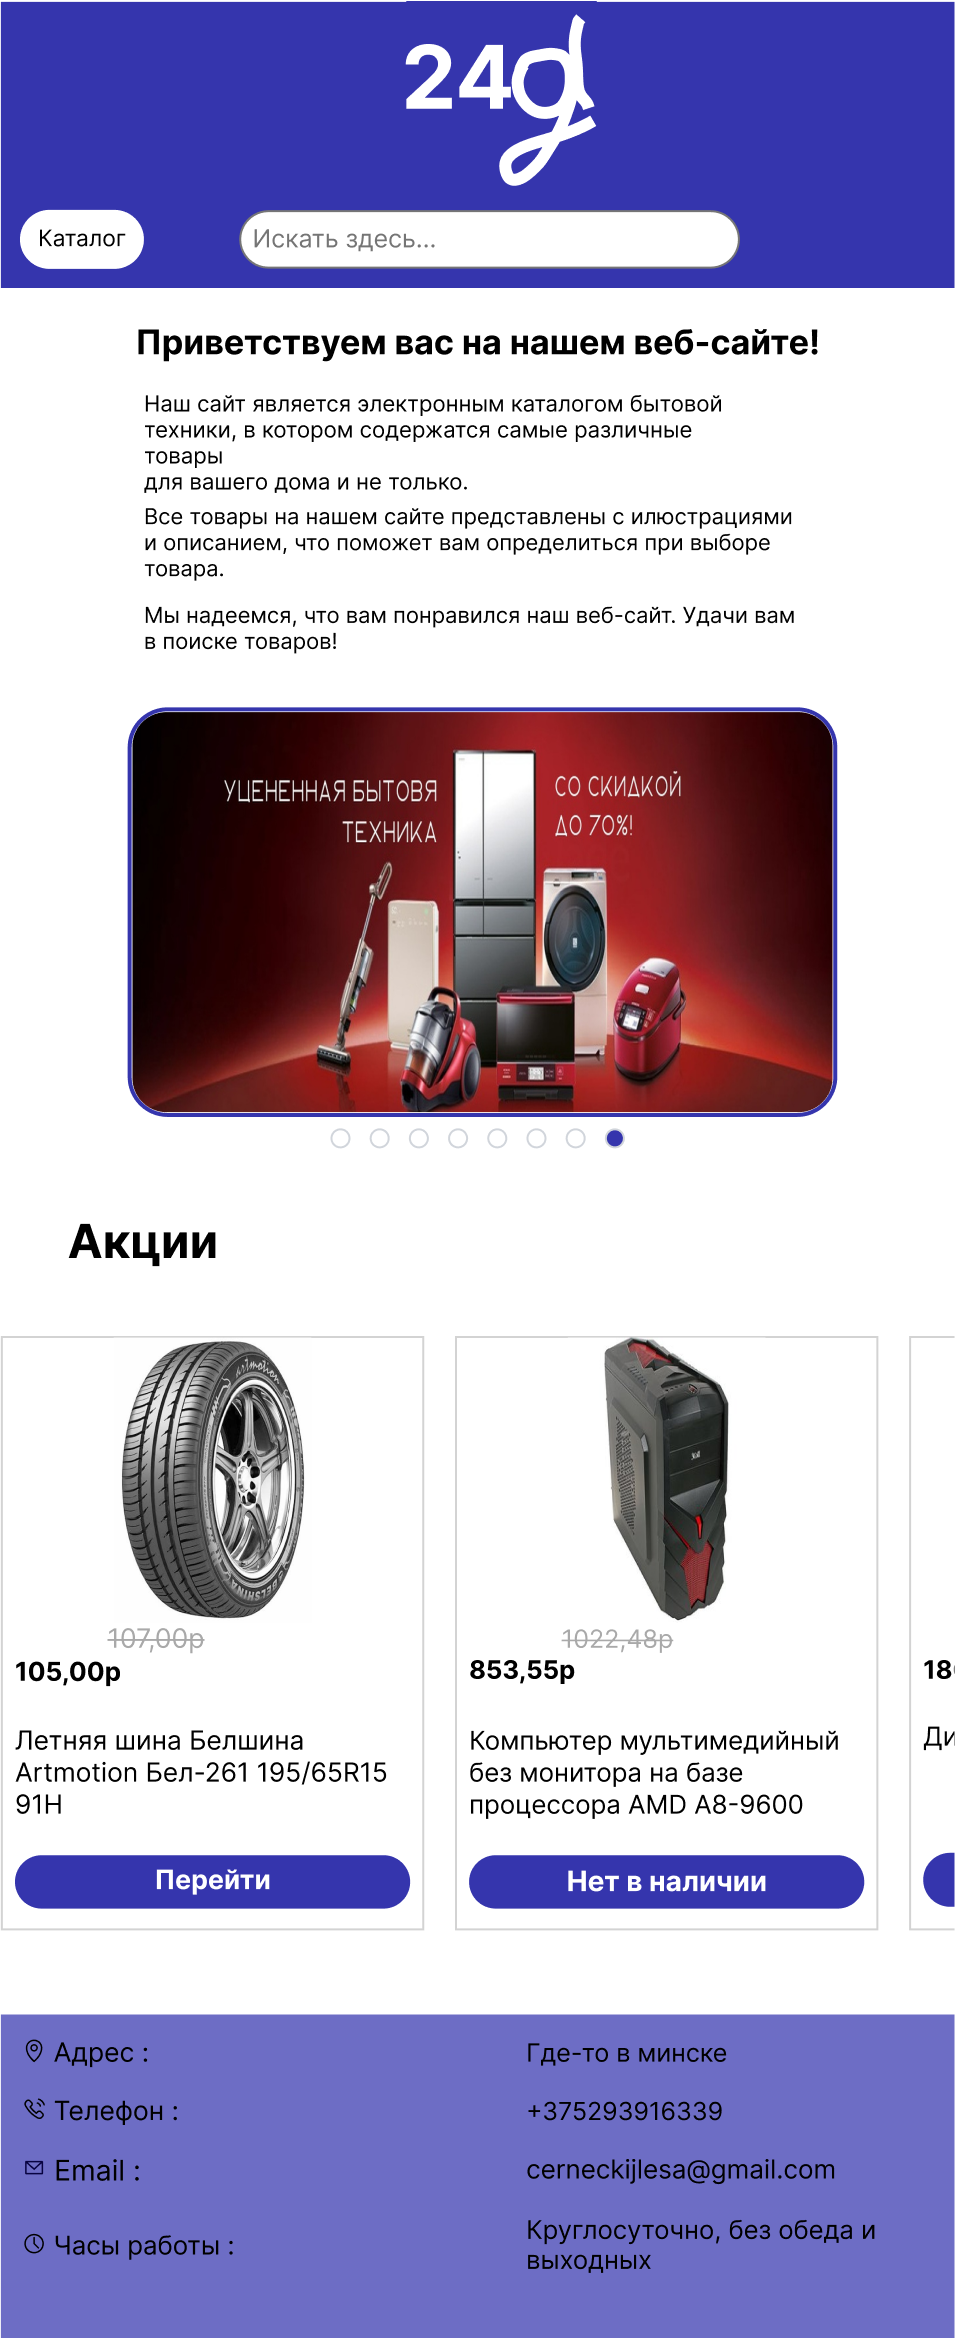 24g
Каталог
Искать здесь...
Приветствуем вас на нашем веб-сайте!
Наш сайт является электронным каталогом бытовой
техники, в котором содержатся самые различные
товары
для вашего дома и не только.
Все товары на нашем сайте представлены с илюстрациями
и описанием, что поможет вам определиться при выборе
товара.
Мы надеемся, что вам понравился наш веб-сайт. Удачи вам
в поиске товаров!
УЦЕНЕННАЯ БЫТОВЯ
ТЕХНИКА
СО СКИДКОЙ
ДО 70%!
Акции
Artmotion
BELSHINA
107,00р
105,00р
Летняя шина Белшина
Artmotion Бел-261 195/65R15
91H
Перейти
1022,48р
853,55р
Компьютер мультимедийный
без монитора на базе
процессора AMD A8-9600
Нет в наличии
18
Ди
Адрес :
Где-то в минске
Телефон :
+375293916339
Email :
cerneckijlesa@gmail.com
Часы работы :
Круглосуточно, без обеда и
выходных